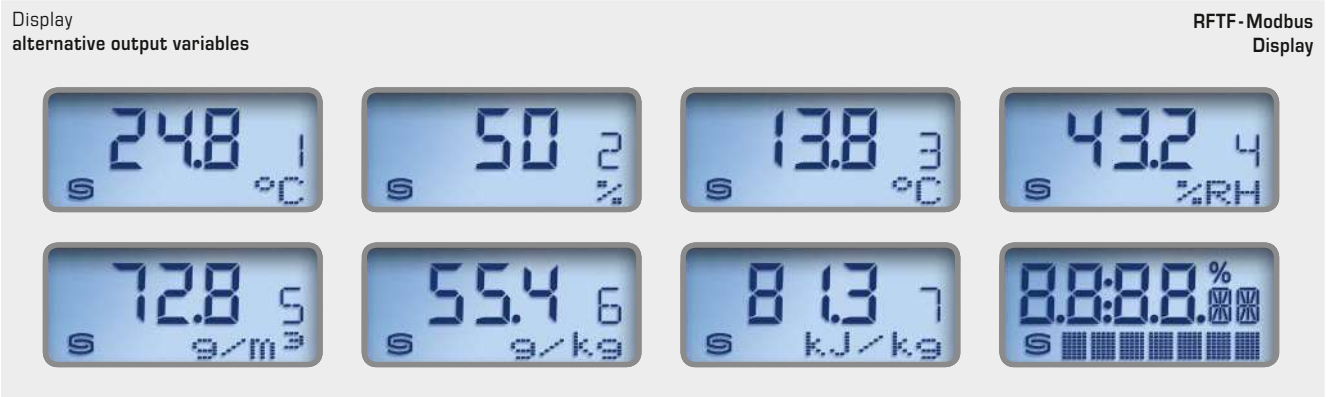 Display
alternative output variables
RFTF-Modbus
Display
24.8 1
°C
50 2
%
13.8 3
°C
43.2 4
%RH
72.8 5
g/m³
55.4 6
g/kg
81.3 7
kJ/kg
8.8:8.8.%